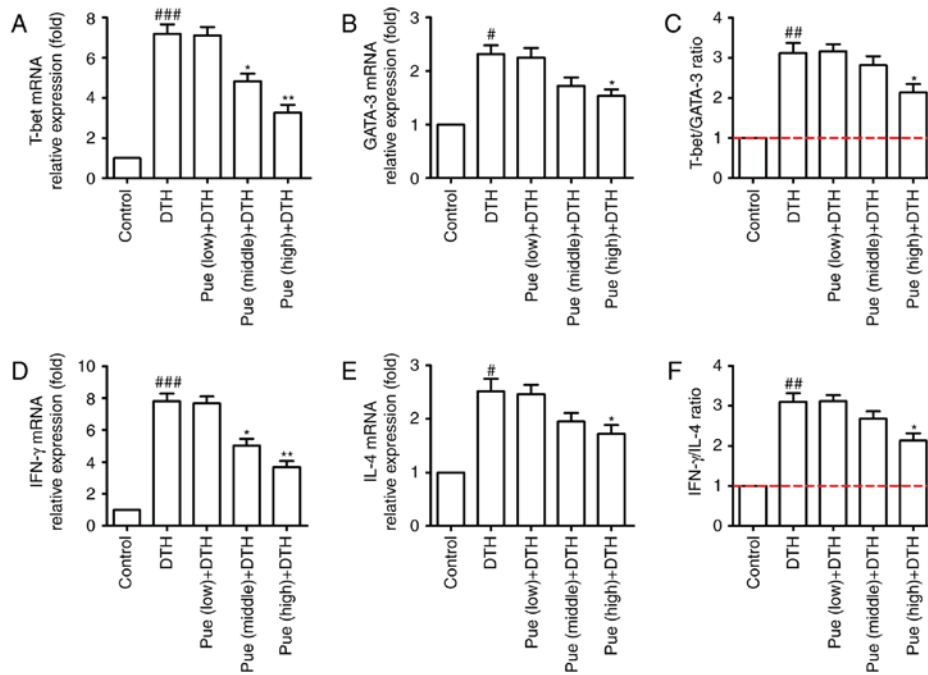 A
T-bet mRNA
relative expression (fold)
8
6
4
2
0
###
*
**
Control
DTH
Pue (low)+DTH
Pue (middle)+DTH
Pue (high)+DTH
B
GATA-3 mRNA
relative expression (fold)
3
2
1
0
#
*
Control
DTH
Pue (low)+DTH
Pue (middle)+DTH
Pue (high)+DTH
C
T-bet/GATA-3 ratio
4
3
2
1
0
##
*
Control
DTH
Pue (low)+DTH
Pue (middle)+DTH
Pue (high)+DTH
D
IFN-γ mRNA
relative expression (fold)
10
8
6
4
2
0
###
*
**
Control
DTH
Pue (low)+DTH
Pue (middle)+DTH
Pue (high)+DTH
E
IL-4 mRNA
relative expression (fold)
3
2
1
0
#
*
Control
DTH
Pue (low)+DTH
Pue (middle)+DTH
Pue (high)+DTH
F
IFN-γ/IL-4 ratio
4
3
2
1
0
##
*
Control
DTH
Pue (low)+DTH
Pue (middle)+DTH
Pue (high)+DTH